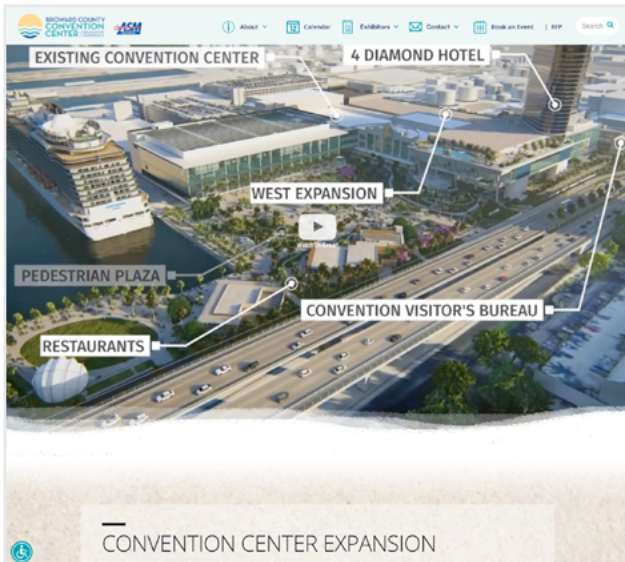 BROWARD COUNTY
CONVENTION
CENTER
ASM
About
12
Calendar
Exhibitors
Contact
Book an Event
| RFP
Search
EXISTING CONVENTION CENTER
4 DIAMOND HOTEL
WEST EXPANSION
PEDESTRIAN PLAZA
CONVENTION VISITOR'S BUREAU
RESTAURANTS
CONVENTION CENTER EXPANSION